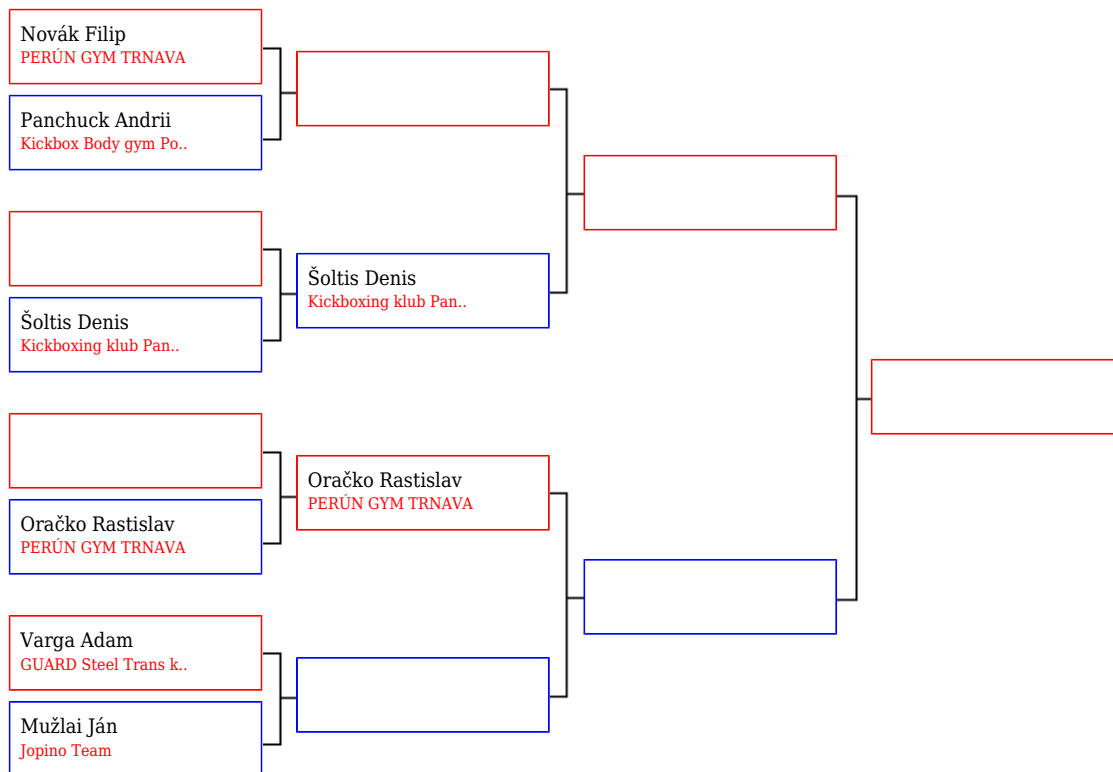 Novák Filip
PERÚN GYM TRNAVA
Panchuck Andrii
Kickbox Body gym Po..
Šoltis Denis
Kickboxing klub Pan..
Oračko Rastislav
PERÚN GYM TRNAVA
Varga Adam
GUARD Steel Trans k..
Mužlai Ján
Jopino Team
Šoltis Denis
Kickboxing klub Pan..
Oračko Rastislav
PERÚN GYM TRNAVA